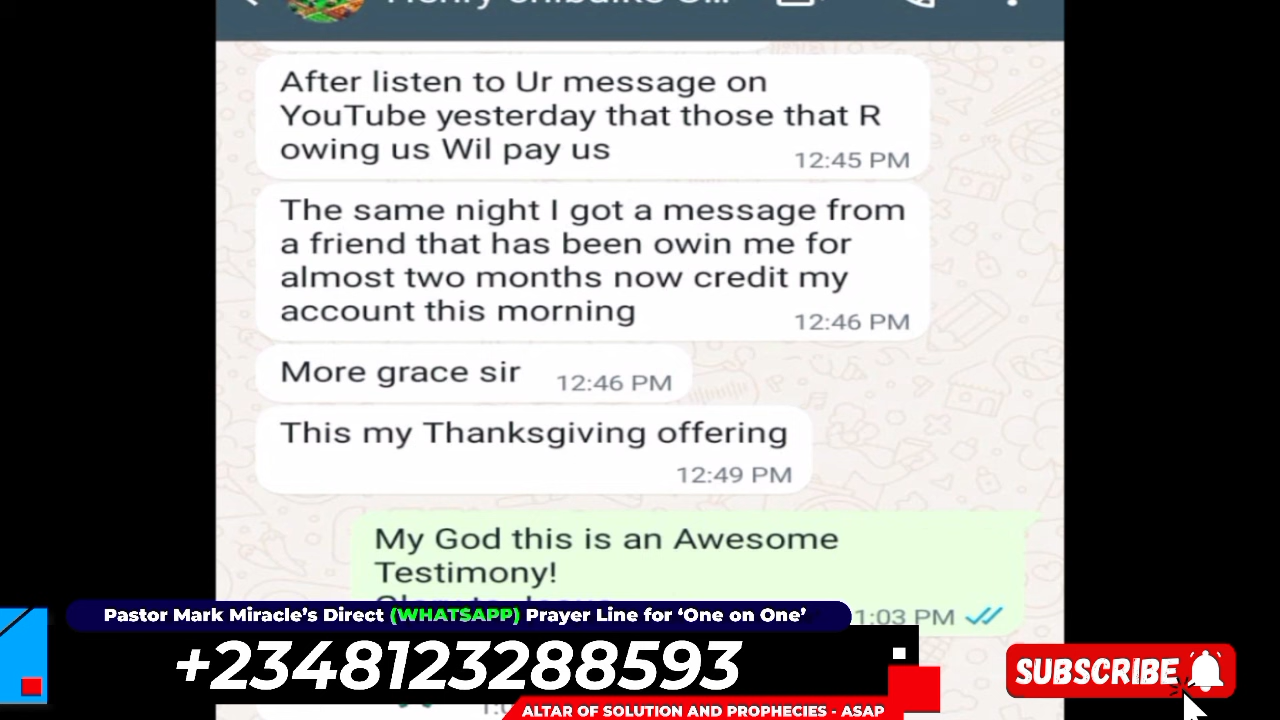 After listen to Ur message on
YouTube yesterday that those that R
owing us Wil pay us
12:45 PM
The same night I got a message from
a friend that has been owin me for
almost two months now credit my
account this morning
12:46 PM
More grace sir
12:46 PM
This my Thanksgiving offering
12:49 PM
My God this is an Awesome
Testimony!
1:03 PM
Pastor Mark Miracle’s Direct (WHATSAPP) Prayer Line for ‘One on One’
+2348123288593
SUBSCRIBE
ALTAR OF SOLUTION AND PROPHECIES - ASAP